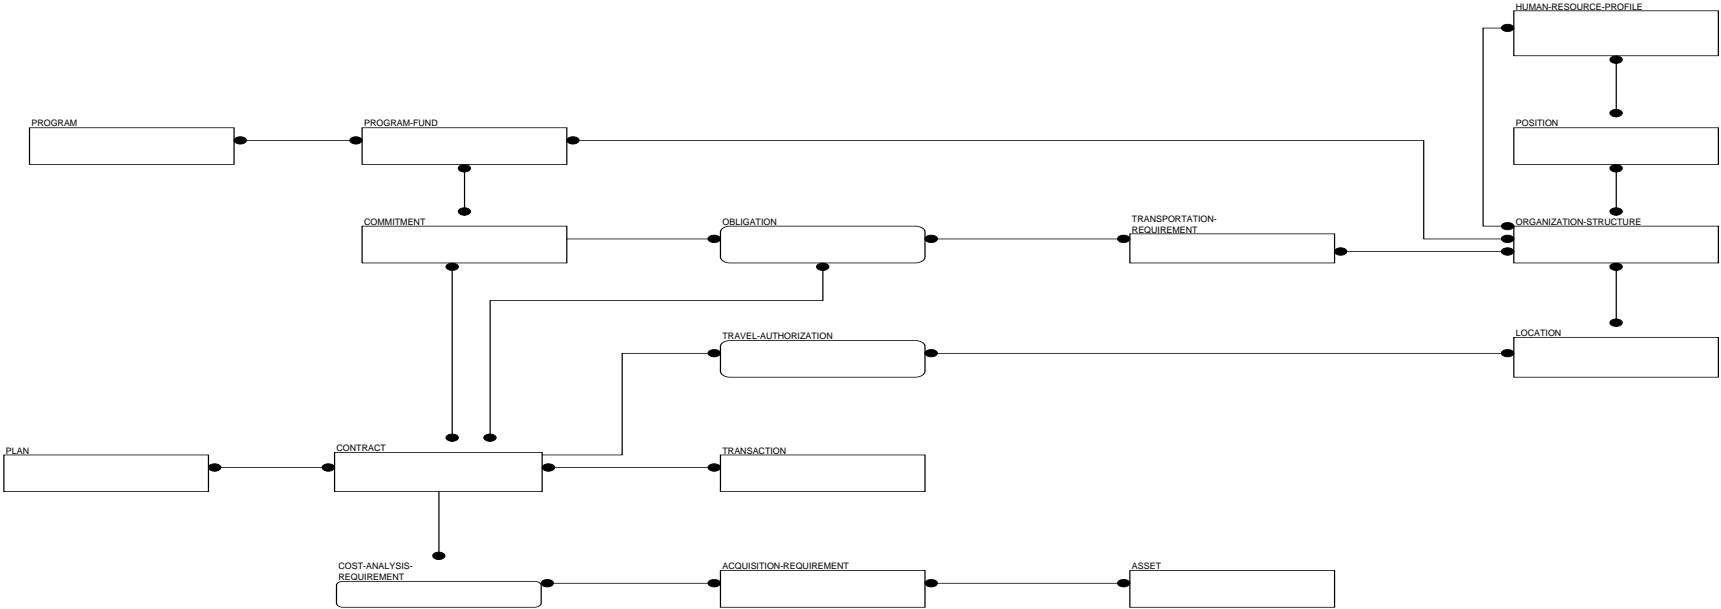 HUMAN-RESOURCE-PROFILE
PROGRAM
PROGRAM-FUND
POSITION
COMMITMENT
OBLIGATION
TRANSPORTATION-
REQUIREMENT
ORGANIZATION-STRUCTURE
TRAVEL-AUTHORIZATION
LOCATION
PLAN
CONTRACT
TRANSACTION
COST-ANALYSIS-
REQUIREMENT
ACQUISITION-REQUIREMENT
ASSET